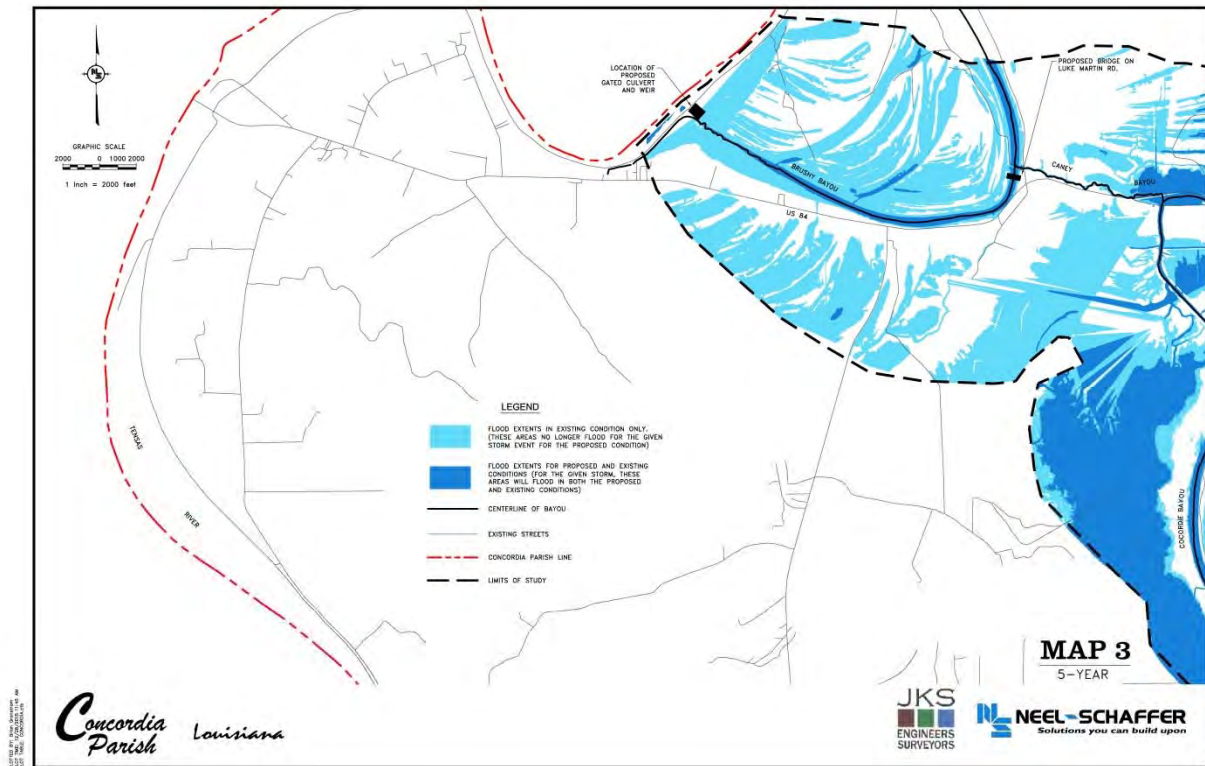 GRAPHIC SCALE
2000 0 1000 2000
1 Inch = 2000 feet
LOCATION OF
PROPOSED
GATED CULVERT
AND WEIR
PROPOSED BRIDGE ON
LUKE MARTIN RD.
BRUSHY BAYOU
CANEY
BAYOU
US 84
TENSAS
RIVER
COCODRIE BAYOU
LEGEND
FLOOD EXTENTS IN EXISTING CONDITION ONLY.
(THESE AREAS NO LONGER FLOOD FOR THE GIVEN
STORM EVENT FOR THE PROPOSED CONDITION)
FLOOD EXTENTS FOR PROPOSED AND EXISTING
CONDITIONS (FOR THE GIVEN STORM, THESE
AREAS WILL FLOOD IN BOTH THE PROPOSED
AND EXISTING CONDITIONS)
CENTERLINE OF BAYOU
EXISTING STREETS
CONCORDIA PARISH LINE
LIMITS OF STUDY
MAP 3
5-YEAR
Concordia
Parish
Louisiana
JKS
ENGINEERS
SURVEYORS
NEEL-SCHAFFER
Solutions you can build upon